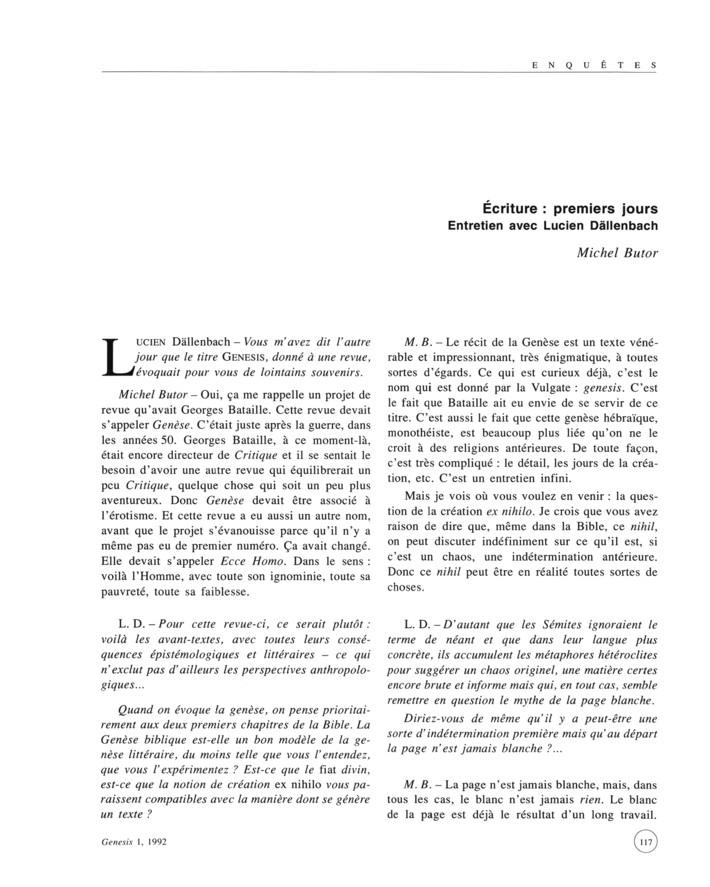 ENQUÊTES
Écriture : premiers jours
Entretien avec Lucien Dällenbach
Michel Butor
LUCIEN Dällenbach – Vous m'avez dit l'autre
jour que le titre GENESIS, donné à une revue,
évoquait pour vous de lointains souvenirs.
Michel Butor – Oui, ça me rappelle un projet de
revue qu'avait Georges Bataille. Cette revue devait
s'appeler Genèse. C'était juste après la guerre, dans
les années 50. Georges Bataille, à ce moment-là,
était encore directeur de Critique et il se sentait le
besoin d'avoir une autre revue qui équilibrerait un
peu Critique, quelque chose qui soit un peu plus
aventureux. Donc Genèse devait être associé à
l'érotisme. Et cette revue a eu aussi un autre nom,
avant que le projet s'évanouisse parce qu'il n'y a
même pas eu de premier numéro. Ça avait changé.
Elle devait s'appeler Ecce Homo. Dans le sens :
voilà l'Homme, avec toute son ignominie, toute sa
pauvreté, toute sa faiblesse.
L. D. – Pour cette revue-ci, ce serait plutôt :
voilà les avant-textes, avec toutes leurs consé-
quences épistémologiques et littéraires – ce qui
n'exclut pas d'ailleurs les perspectives anthropolo-
giques...
Quand on évoque la genèse, on pense prioritai-
rement aux deux premiers chapitres de la Bible. La
Genèse biblique est-elle un bon modèle de la ge-
nèse littéraire, du moins telle que vous l'entendez,
que vous l'expérimentez ? Est-ce que le fiat divin,
est-ce que la notion de création ex nihilo vous pa-
raissent compatibles avec la manière dont se génère
un texte ?
M. B. – Le récit de la Genèse est un texte véné-
rable et impressionnant, très énigmatique, à toutes
sortes d'égards. Ce qui est curieux déjà, c'est le
nom qui est donné par la Vulgate : genesis. C'est
le fait que Bataille ait eu envie de se servir de ce
titre. C'est aussi le fait que cette genèse hébraïque,
monothéiste, est beaucoup plus liée qu'on ne le
croit à des religions antérieures. De toute façon,
c'est très compliqué : le détail, les jours de la créa-
tion, etc. C'est un entretien infini.
Mais je vois où vous voulez en venir : la ques-
tion de la création ex nihilo. Je crois que vous avez
raison de dire que, même dans la Bible, ce nihil,
on peut discuter indéfiniment sur ce qu'il est, si
c'est un chaos, une indétermination antérieure.
Donc ce nihil peut être en réalité toutes sortes de
choses.
L. D. – D'autant que les Sémites ignoraient le
terme de néant et que dans leur langue plus
concrète, ils accumulent les métaphores hétéroclites
pour suggérer un chaos originel, une matière certes
encore brute et informe mais qui, en tout cas, semble
remettre en question le mythe de la page blanche.
Diriez-vous de même qu'il y a peut-être une
sorte d'indétermination première mais qu'au départ
la page n'est jamais blanche ?...
M. B. – La page n'est jamais blanche, mais, dans
tous les cas, le blanc n'est jamais rien. Le blanc
de la page est déjà le résultat d'un long travail.
Genesis 1, 1992
117